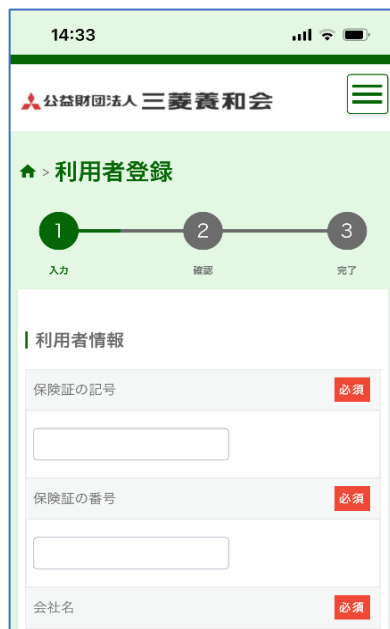 14:33
公益財団法人 三菱養和会
> 利用者登録
1 2 3
入力 確認 完了
利用者情報
保険証の記号 必須
保険証の番号 必須
会社名 必須